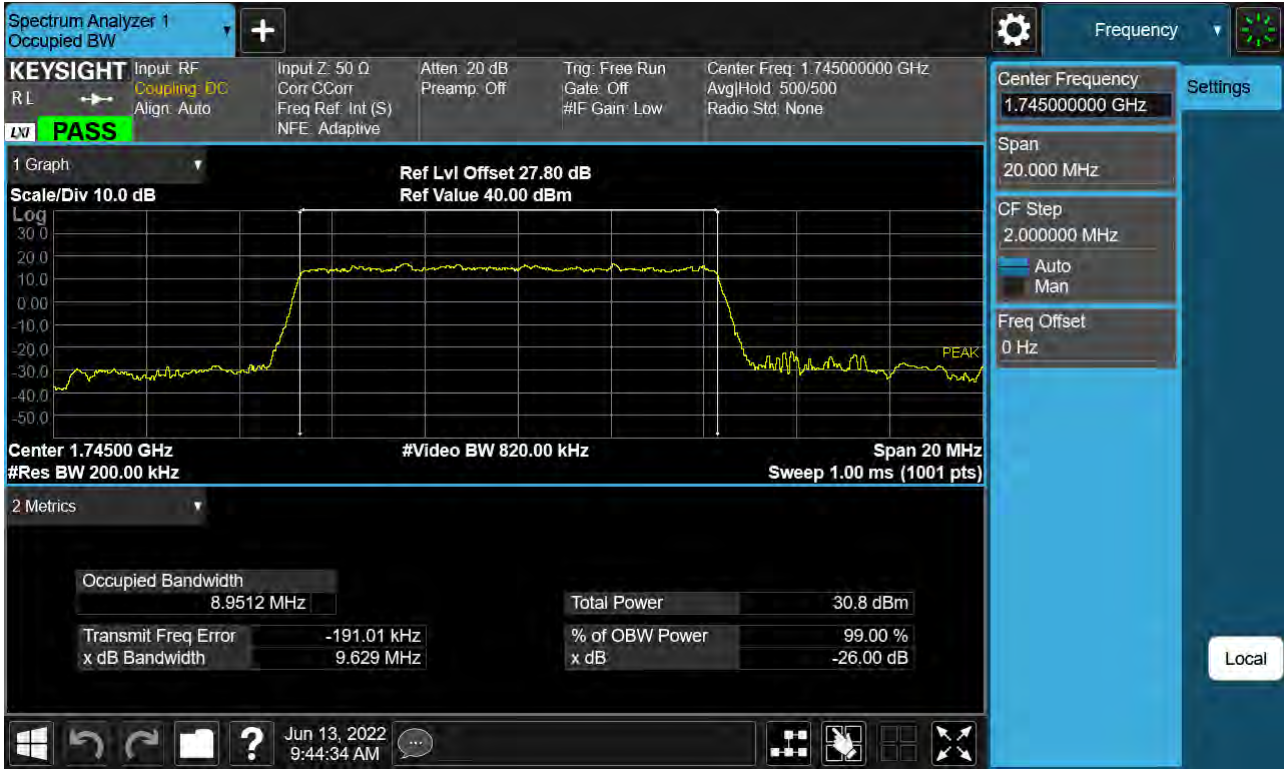 Spectrum Analyzer 1
Occupied BW
+
Frequency
KEYSIGHT
RL
LXI
PASS
Input: RF
Coupling: DC
Align: Auto
Input Z: 50 Ω
Corr CCorr
Freq Ref: Int (S)
NFE: Adaptive
Atten: 20 dB
Preamp: Off
Trig: Free Run
Gate: Off
#IF Gain: Low
Center Freq: 1.745000000 GHz
Avg|Hold: 500/500
Radio Std: None
Center Frequency
1.745000000 GHz
Settings
Span
20.000 MHz
CF Step
2.000000 MHz
Auto
Man
Freq Offset
0 Hz
Local
1 Graph
Scale/Div 10.0 dB
Ref Lvl Offset 27.80 dB
Ref Value 40.00 dBm
Log
30.0
20.0
10.0
0.00
-10.0
-20.0
-30.0
-40.0
-50.0
PEAK
Center 1.74500 GHz
#Video BW 820.00 kHz
Span 20 MHz
#Res BW 200.00 kHz
Sweep 1.00 ms (1001 pts)
2 Metrics
Occupied Bandwidth
8.9512 MHz
Total Power 30.8 dBm
Transmit Freq Error -191.01 kHz
% of OBW Power 99.00 %
x dB Bandwidth 9.629 MHz
x dB -26.00 dB
?
Jun 13, 2022
9:44:34 AM